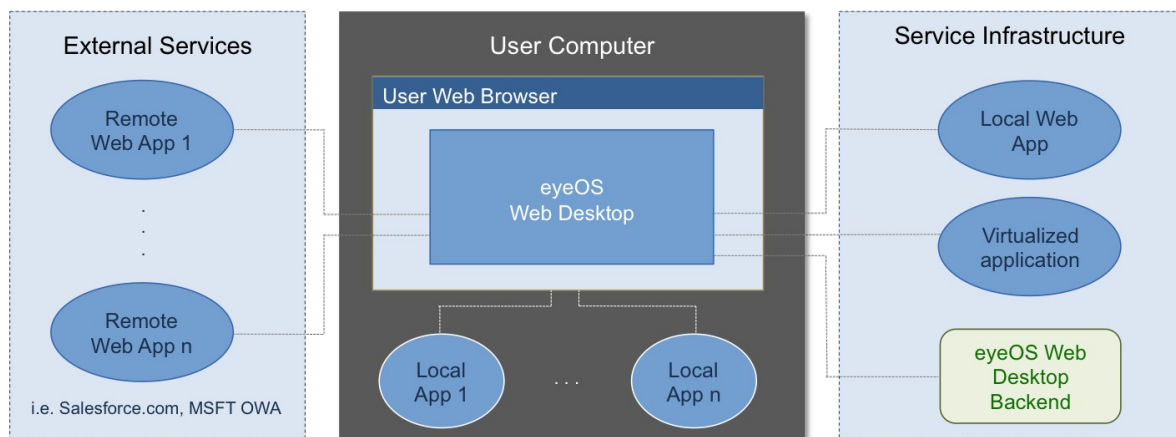 External Services
Remote
Web App 1
.
.
.
Remote
Web App n
i.e. Salesforce.com, MSFT OWA
User Computer
User Web Browser
eyeOS
Web Desktop
Local
App 1
. . .
Local
App n
Service Infrastructure
Local Web
App
Virtualized
application
eyeOS Web
Desktop
Backend